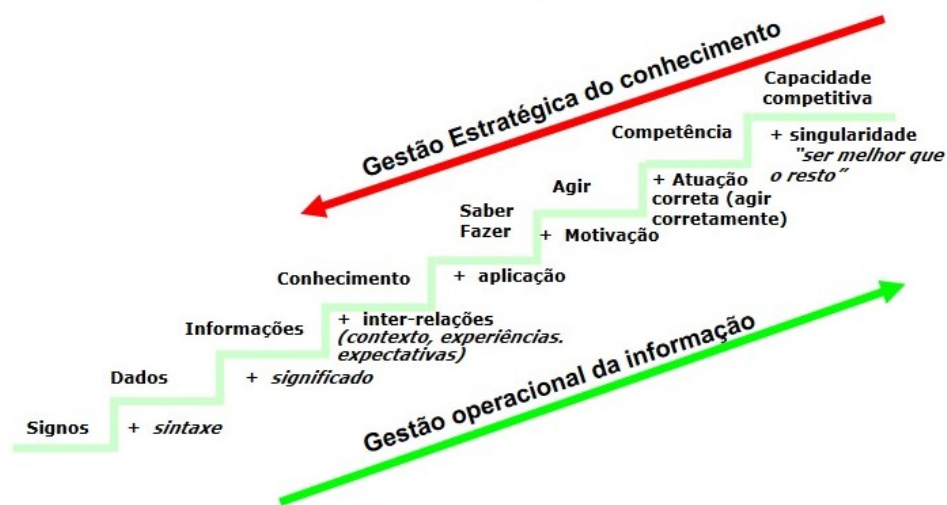 Gestão Estratégica do conhecimento
Capacidade
competitiva
+ singularidade
"ser melhor que
o resto”
Competência
+ Atuação
correta (agir
corretamente)
Agir
+ Motivação
Saber
Fazer
+ aplicação
Conhecimento
+ inter-relações
(contexto, experiências.
expectativas)
Informações
+ significado
Dados
+ sintaxe
Signos
Gestão operacional da informação